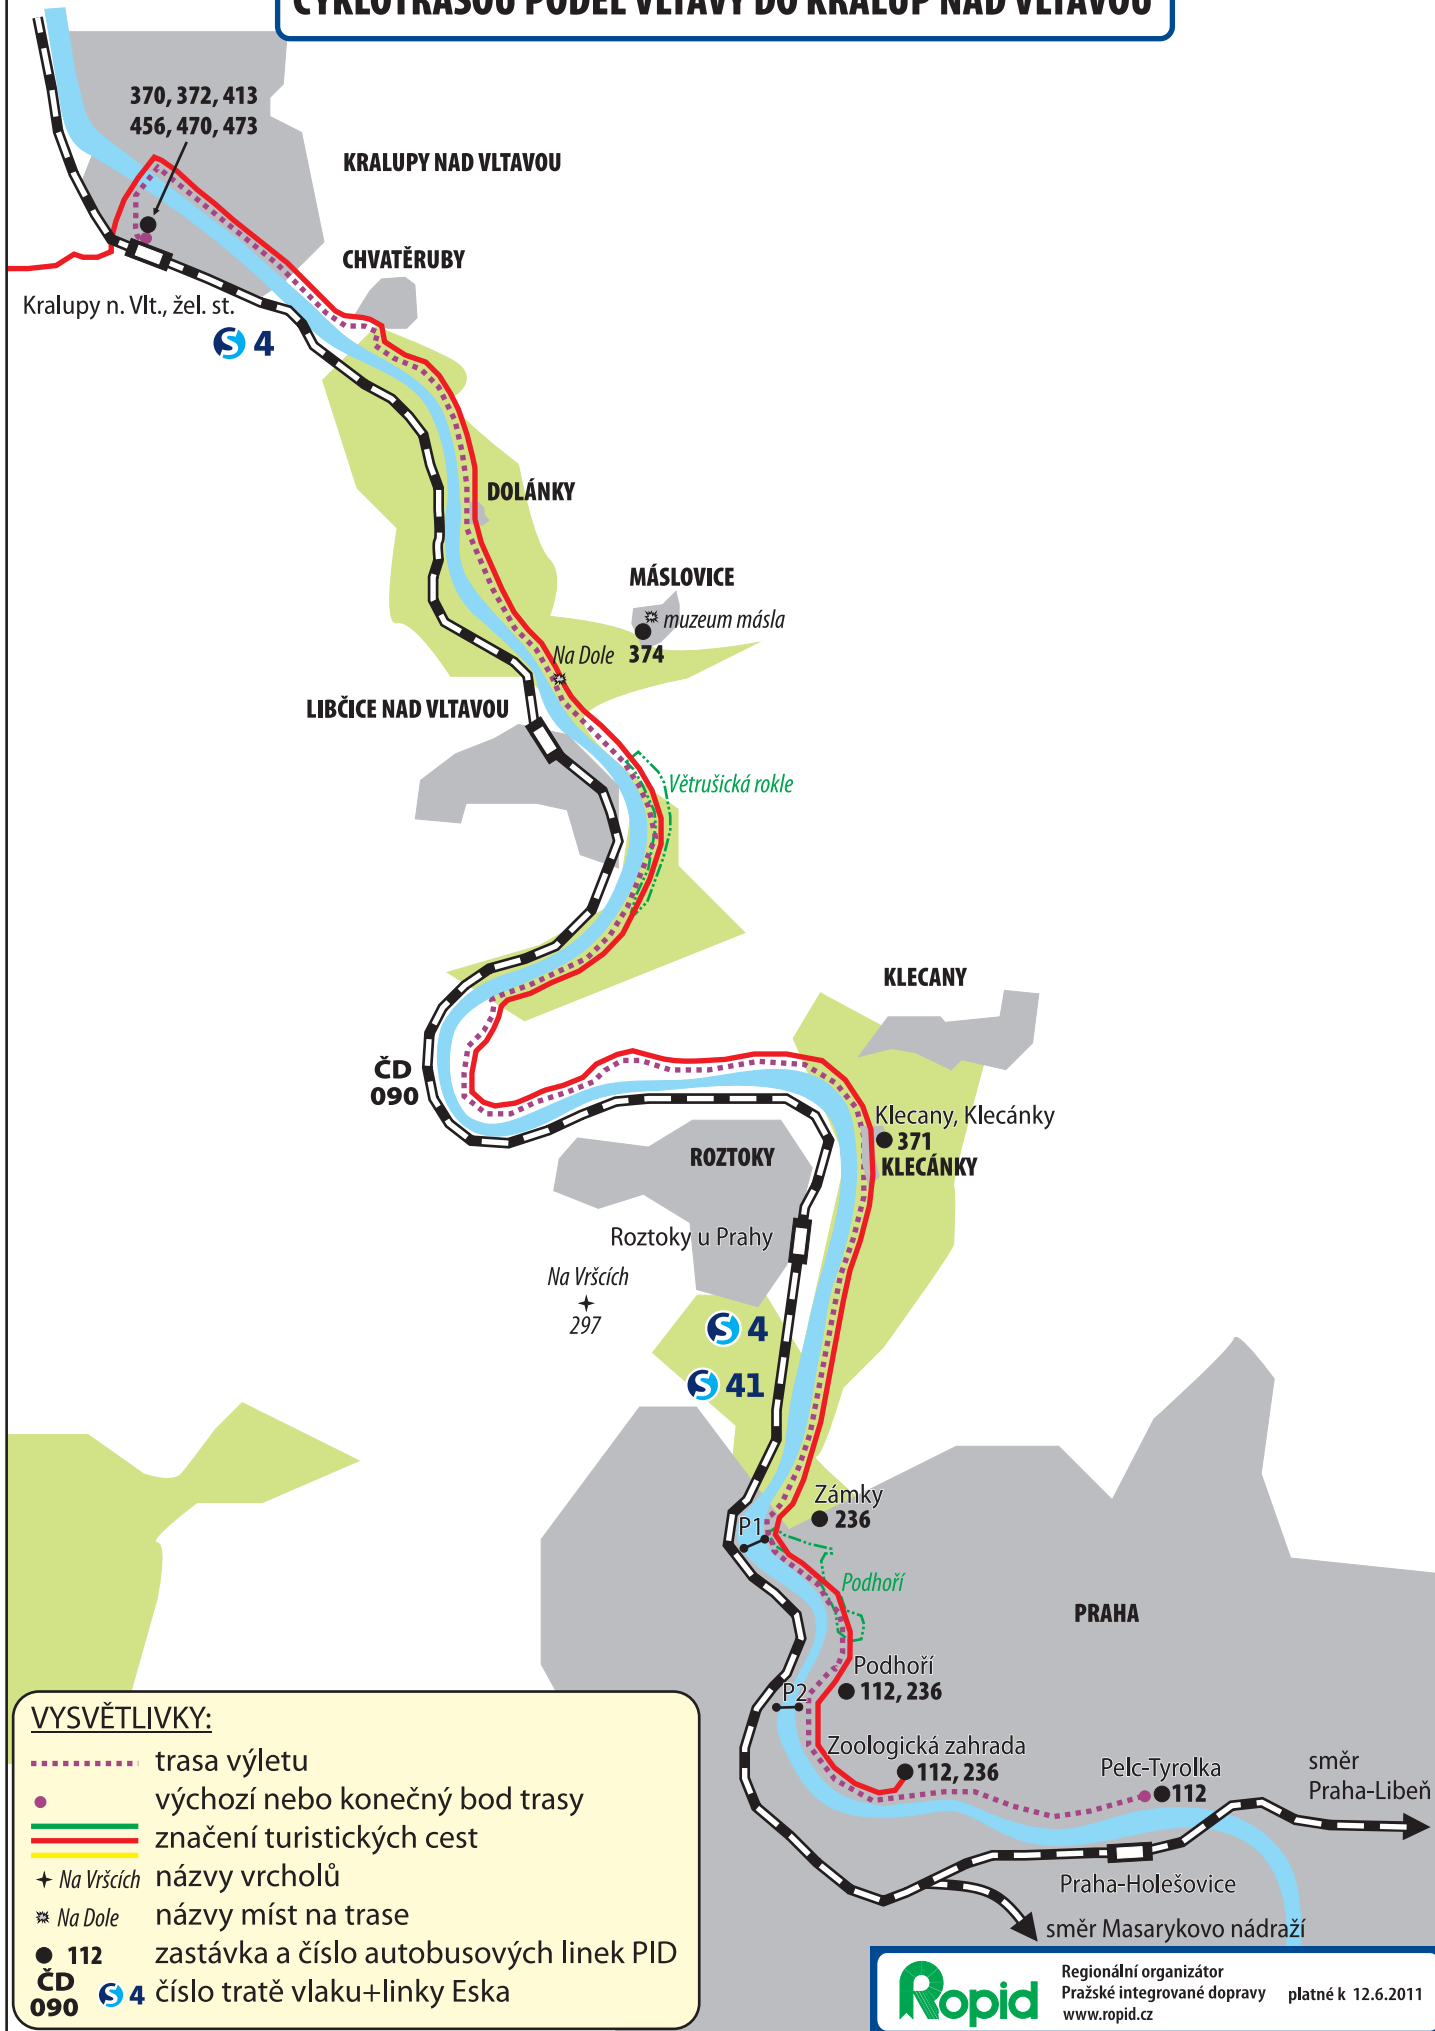 CYKLOTRASOU PODÉL VLTAVY DO KRALUP NAD VLTAVOU
370, 372, 413
456, 470, 473
KRALUPY NAD VLTAVOU
CHVATĚRUBY
Kralupy n. Vlt., žel. st.
S 4
DOLÁNKY
MÁSLOVICE
muzeum másla
Na Dole
374
LIBČICE NAD VLTAVOU
Větrušická rokle
KLECANY
ČD
090
Klecany, Klecánky
371
KLECÁNKY
ROZTOKY
Roztoky u Prahy
Na Vršcích
297
S 4
S 41
Zámky
236
P1
Podhoří
PRAHA
Podhoří
112, 236
P2
Zoologická zahrada
112, 236
Pelc-Tyrolka
112
směr
Praha-Libeň
Praha-Holešovice
směr Masarykovo nádraží
VYSVĚTLIVKY:
trasa výletu
výchozí nebo konečný bod trasy
značení turistických cest
Na Vršcích názvy vrcholů
Na Dole názvy míst na trase
112 zastávka a číslo autobusových linek PID
ČD
090 S 4 číslo tratě vlaku+linky Eska
Ropid
Regionální organizátor
Pražské integrované dopravy
www.ropid.cz
platné k 12.6.2011